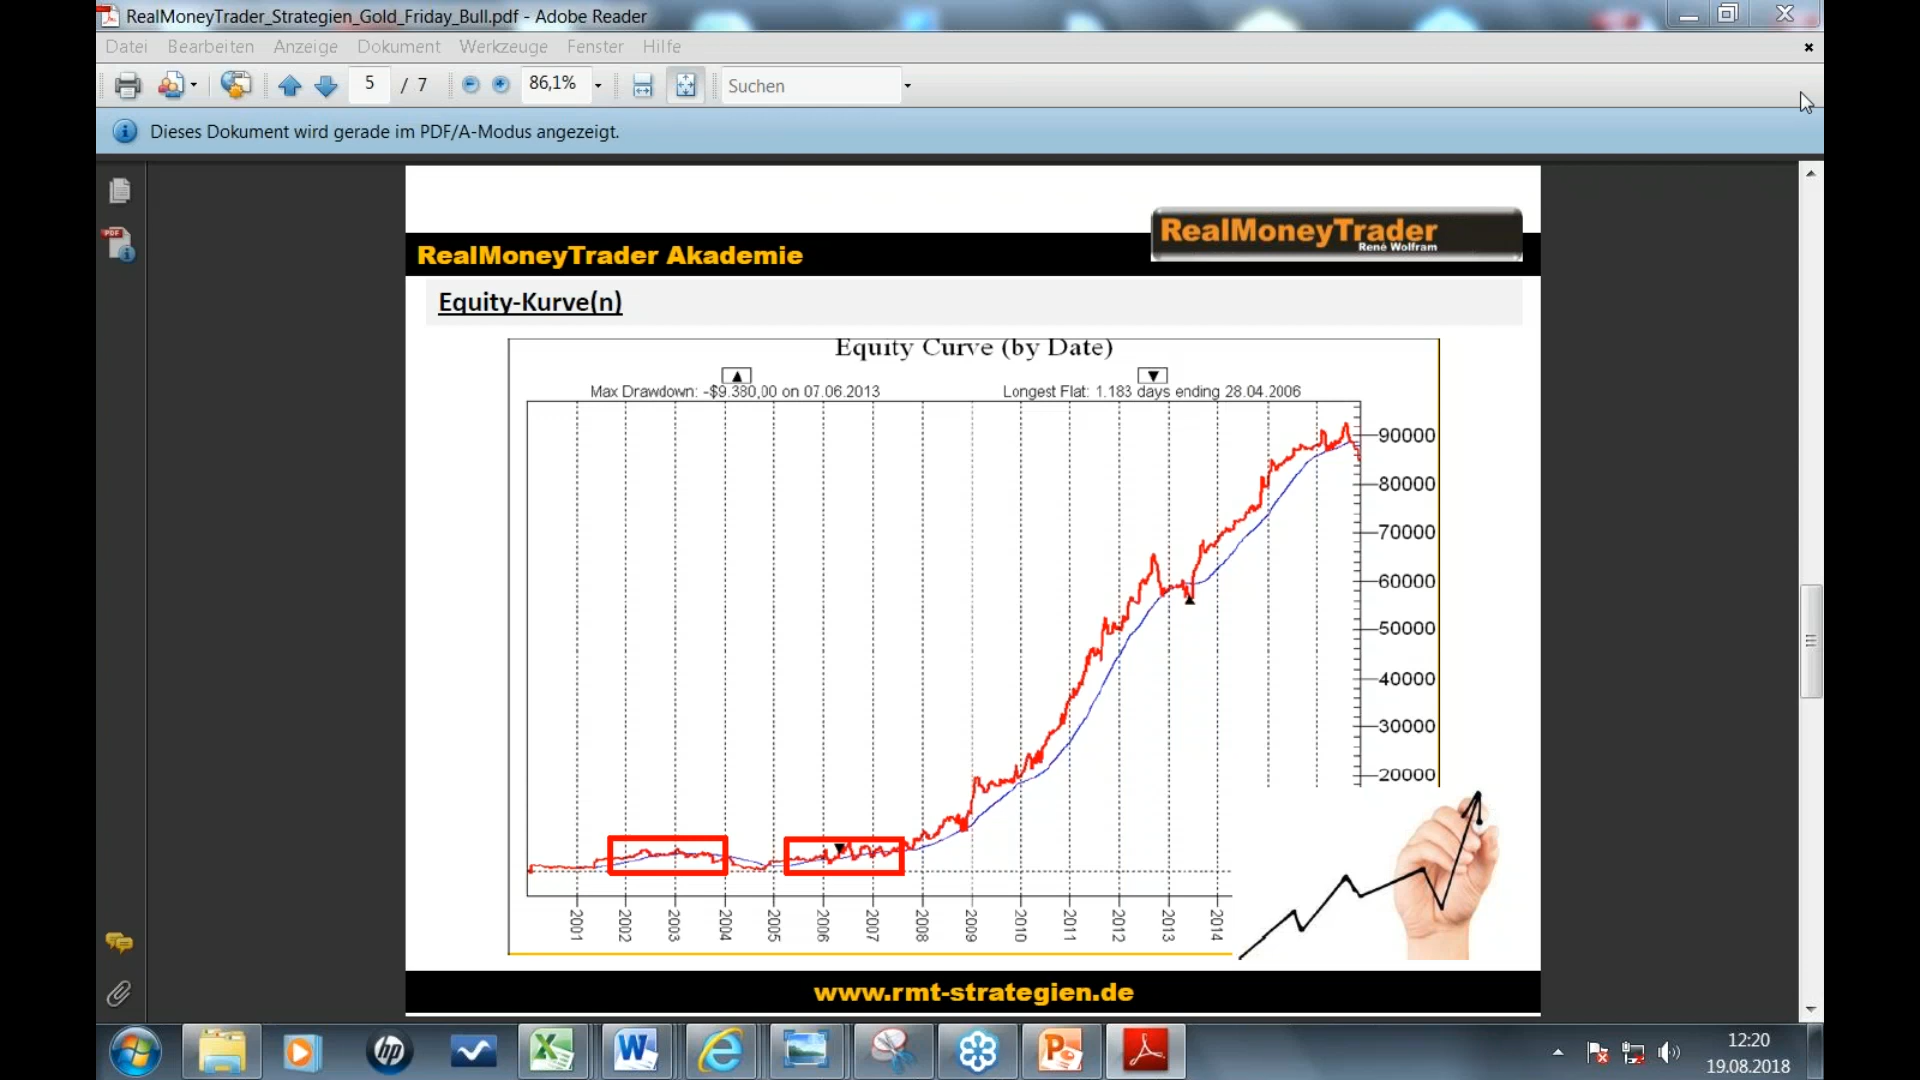 RealMoneyTrader_Strategien_Gold_Friday_Bull.pdf - Adobe Reader
Datei Bearbeiten Anzeige Dokument Werkzeuge Fenster Hilfe
5 / 7 86,1% Suchen
Dieses Dokument wird gerade im PDF/A-Modus angezeigt.
RealMoneyTrader
René Wolfram
RealMoneyTrader Akademie
Equity-Kurve(n)
Equity Curve (by Date)
Max Drawdown: -$9.380,00 on 07.06.2013
Longest Flat: 1.183 days ending 28.04.2006
90000
80000
70000
60000
50000
40000
30000
20000
2001 2002 2003 2004 2005 2006 2007 2008 2009 2010 2011 2012 2013 2014
www.rmt-strategien.de
12:20
19.08.2018